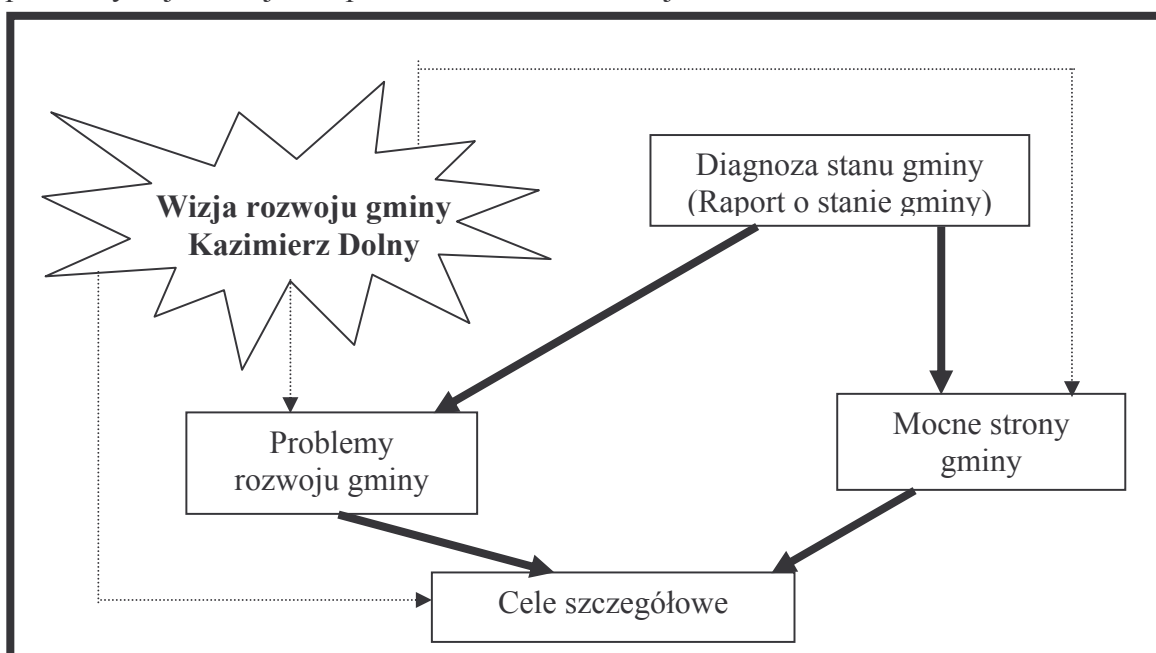 Wizja rozwoju gminy
Kazimierz Dolny
Diagnoza stanu gminy
(Raport o stanie gminy)
Problemy
rozwoju gminy
Mocne strony
gminy
Cele szczegółowe